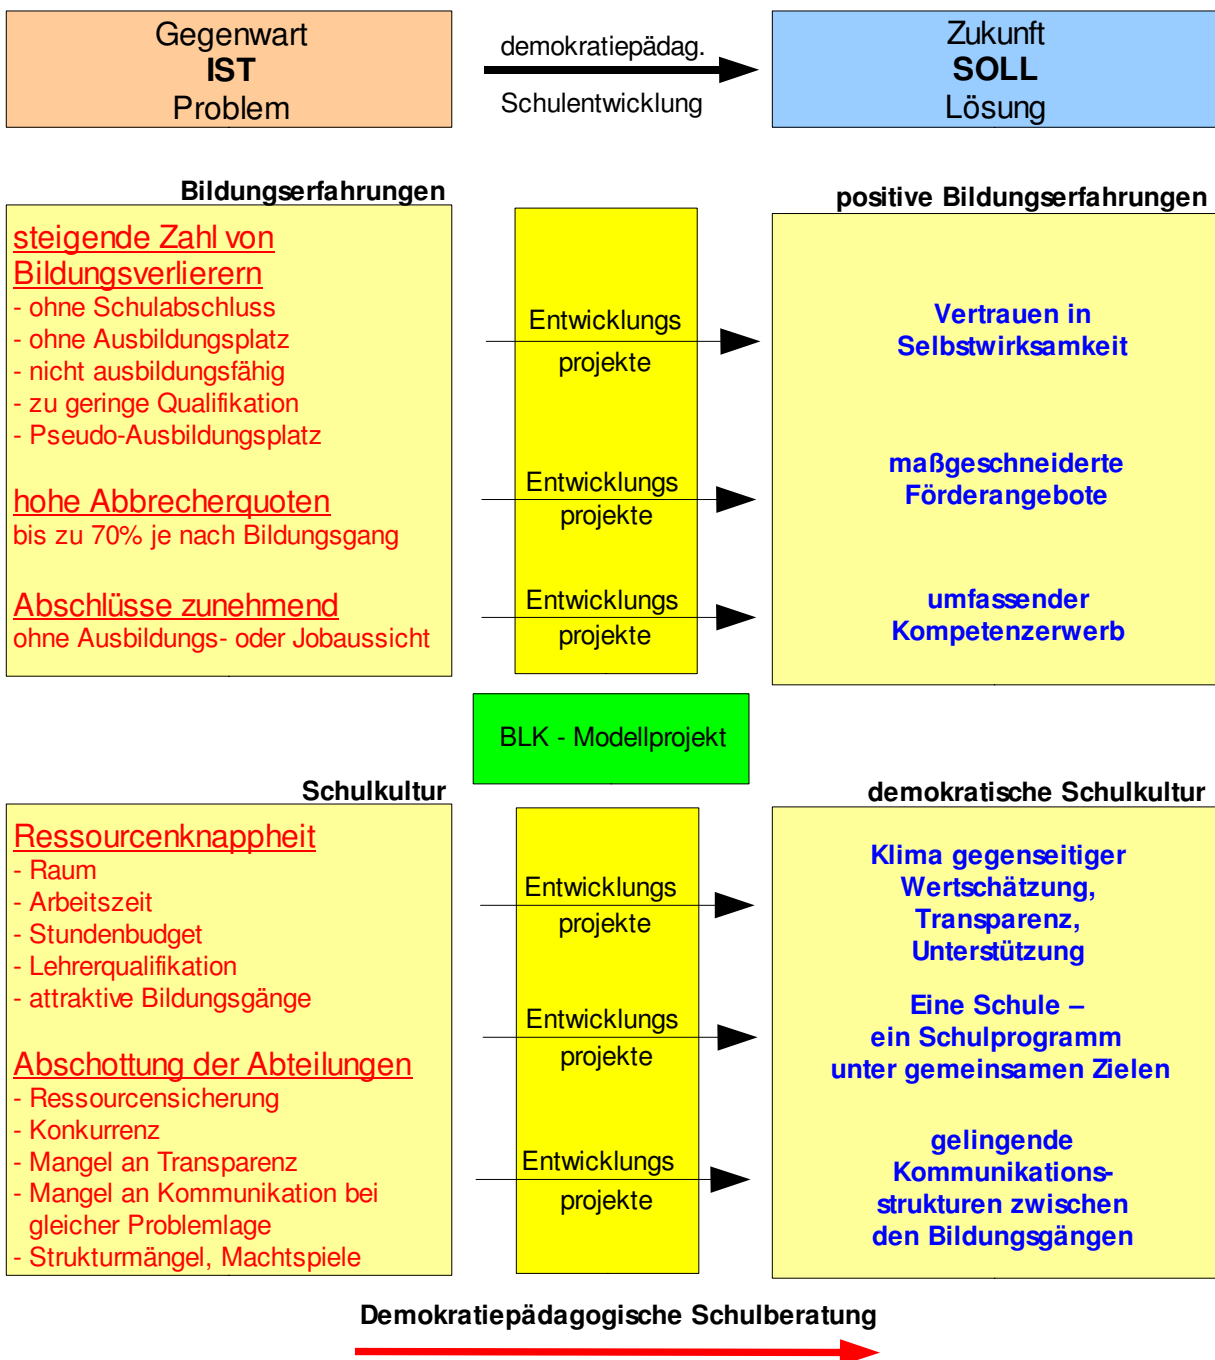 Gegenwart
IST
Problem
demokratiepädag.
Schulentwicklung
Zukunft
SOLL
Lösung
Bildungserfahrungen
steigende Zahl von
Bildungsverlierern
- ohne Schulabschluss
- ohne Ausbildungsplatz
- nicht ausbildungsfähig
- zu geringe Qualifikation
- Pseudo-Ausbildungsplatz
hohe Abbrecherquoten
bis zu 70% je nach Bildungsgang
Abschlüsse zunehmend
ohne Ausbildungs- oder Jobaussicht
Entwicklungs
projekte
Entwicklungs
projekte
Entwicklungs
projekte
positive Bildungserfahrungen
Vertrauen in
Selbstwirksamkeit
maßgeschneiderte
Förderangebote
umfassender
Kompetenzerwerb
BLK - Modellprojekt
Schulkultur
Ressourcenknappheit
- Raum
- Arbeitszeit
- Stundenbudget
- Lehrerqualifikation
- attraktive Bildungsgänge
Abschottung der Abteilungen
- Ressourcensicherung
- Konkurrenz
- Mangel an Transparenz
- Mangel an Kommunikation bei
gleicher Problemlage
- Strukturmängel, Machtspiele
Entwicklungs
projekte
Entwicklungs
projekte
Entwicklungs
projekte
demokratische Schulkultur
Klima gegenseitiger
Wertschätzung,
Transparenz,
Unterstützung
Eine Schule –
ein Schulprogramm
unter gemeinsamen Zielen
gelingende
Kommunikations-
strukturen zwischen
den Bildungsgängen
Demokratiepädagogische Schulberatung